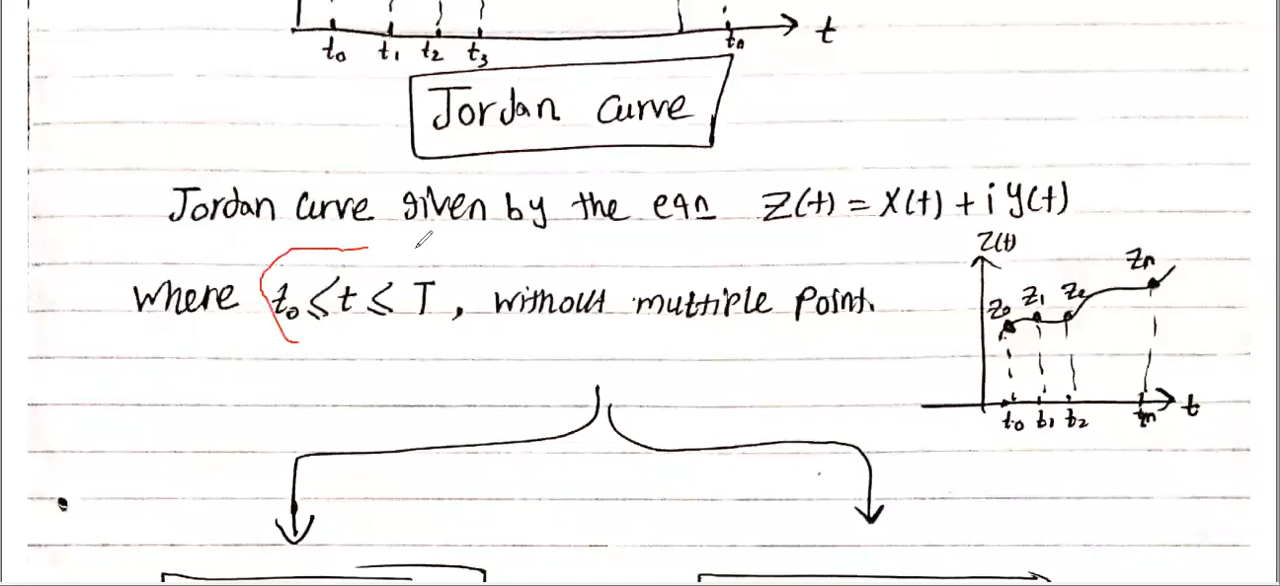 t₀ t₁ t₂ t₃ tₙ t
Jordan curve
Jordan curve given by the eqn Z(t) = X(t) + i y(t)
Z(t)
where t₀ ≤ t ≤ T, without multiple point.
Z₀ Z₁ Z₂ Zₙ
t₀ t₁ t₂ tₙ t